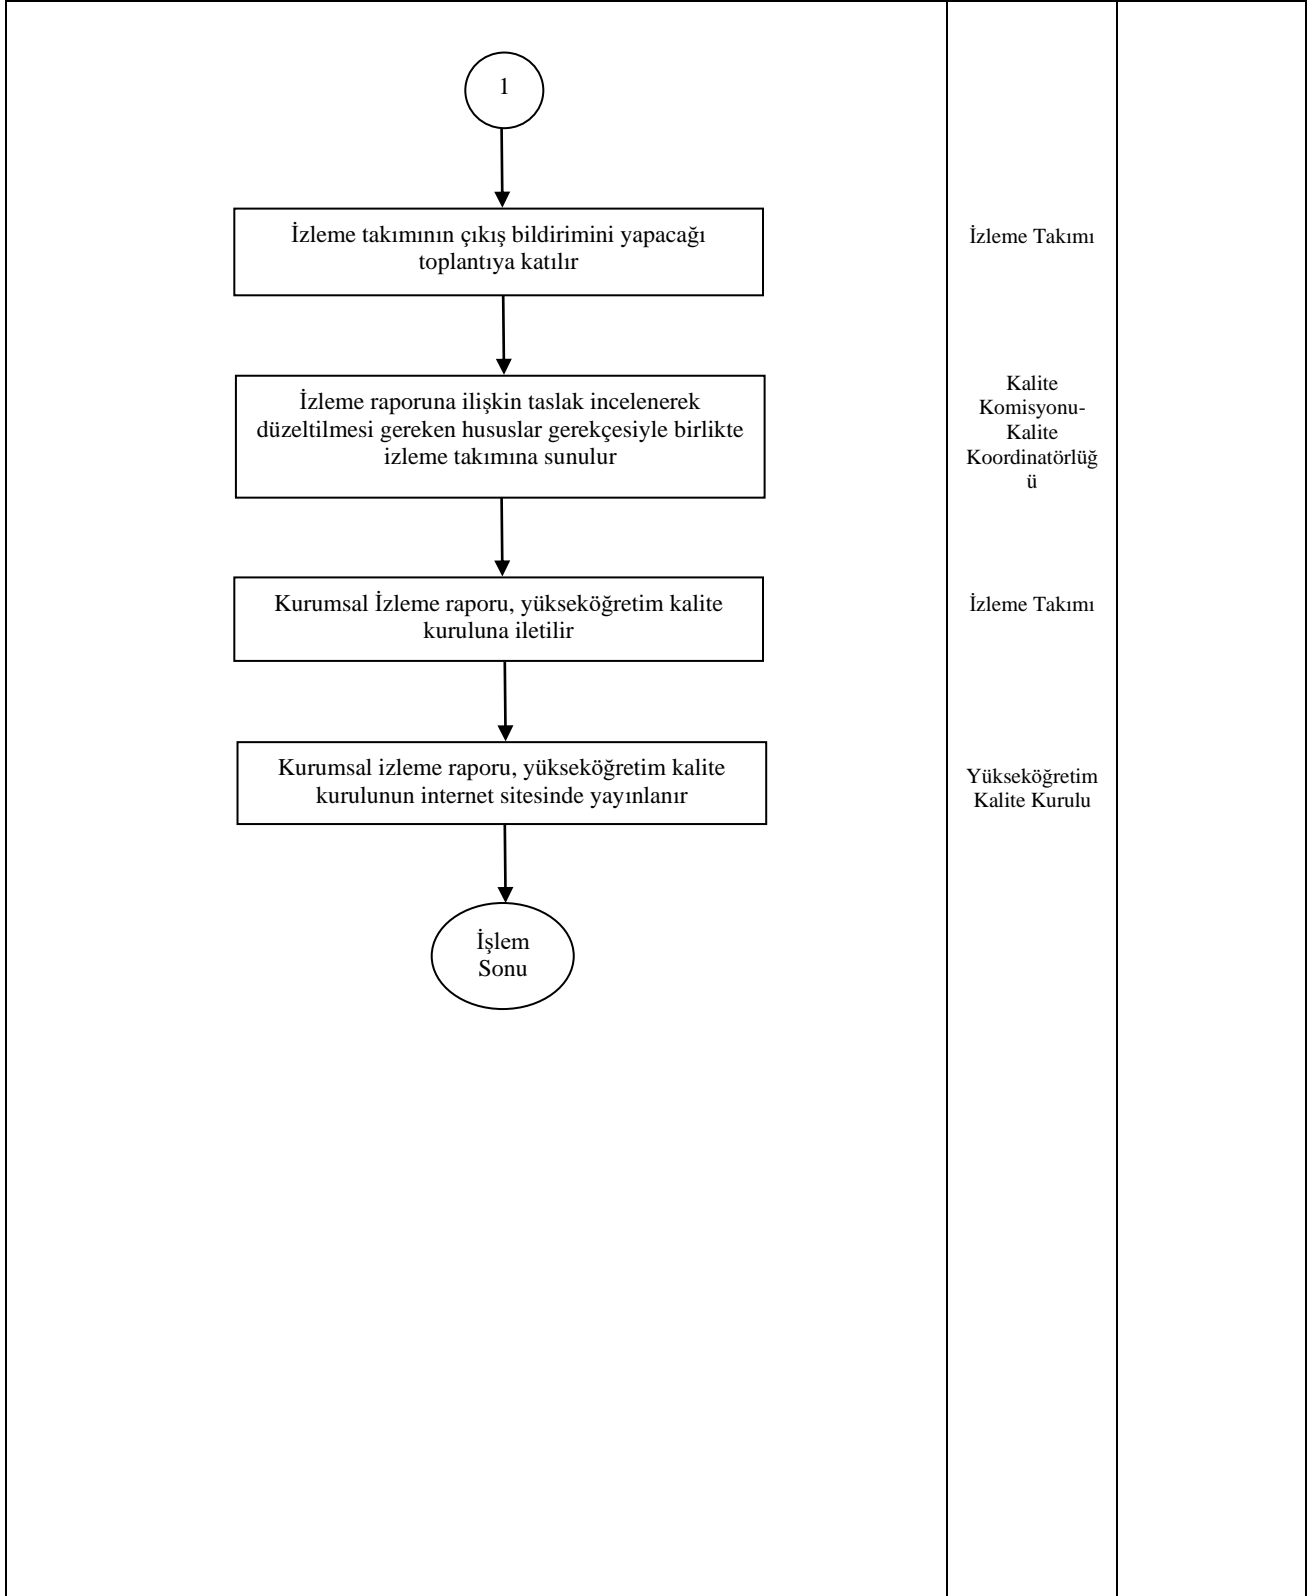 1
İzleme takımının çıkış bildirimini yapacağı
toplantıya katılır
İzleme Takımı
İzleme raporuna ilişkin taslak incelenerek
düzeltilmesi gereken hususlar gerekçesiyle birlikte
izleme takımına sunulur
Kalite
Komisyonu-
Kalite
Koordinatörlüğ
ü
Kurumsal İzleme raporu, yükseköğretim kalite
kuruluna iletilir
İzleme Takımı
Kurumsal izleme raporu, yükseköğretim kalite
kurulunun internet sitesinde yayınlanır
Yükseköğretim
Kalite Kurulu
İşlem
Sonu